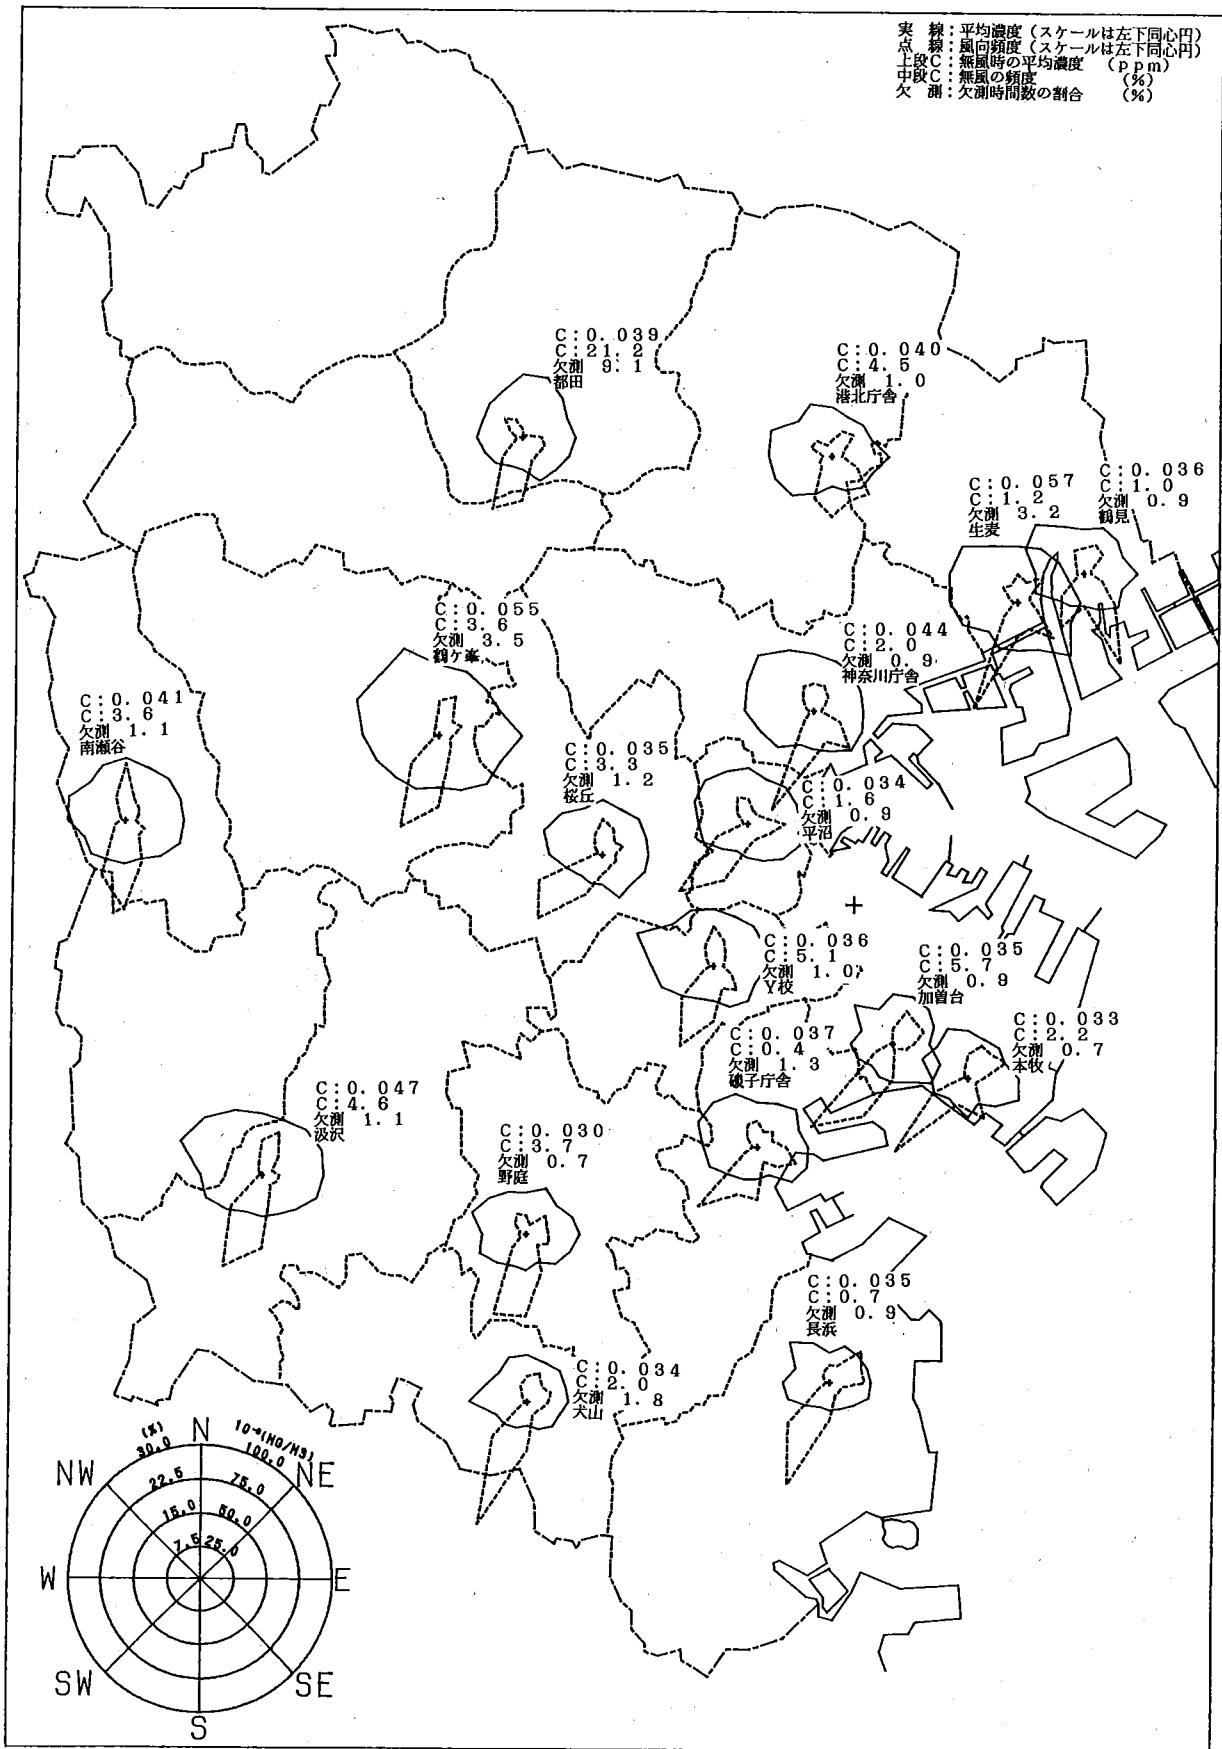 実 線:平均濃度(スケールは左下同心円)
点 線:風向頻度(スケールは左下同心円)
上段C:無風時の平均濃度 (ppm)
中段C:無風の頻度 (%)
欠 測:欠測時間数の割合 (%)
C:0.039
C:21.2
欠測 9.1
都田
C:0.040
C:4.5
欠測 1.0
港北庁舎
C:0.057
C:1.2
欠測 3.2
生麦
C:0.036
C:1.0
欠測 0.9
鶴見
C:0.055
C:3.6
欠測 3.5
鶴ケ峯
C:0.044
C:2.0
欠測 0.9
神奈川庁舎
C:0.041
C:3.6
欠測 1.1
南瀬谷
C:0.035
C:3.3
欠測 1.2
桜丘
C:0.034
C:1.6
欠測 0.9
平沼
C:0.036
C:5.1
欠測 1.0
Y校
C:0.035
C:5.7
欠測 0.9
加曽台
C:0.033
C:2.2
欠測 0.7
本牧
C:0.037
C:0.4
欠測 1.3
磯子庁舎
C:0.047
C:4.6
欠測 1.1
汲沢
C:0.030
C:3.7
欠測 0.7
野庭
C:0.035
C:0.7
欠測 0.9
長浜
C:0.034
C:2.0
欠測 1.8
犬山
(%) N (MG/M3)
30.0 100.0
NW NE
22.5 75.0
15.0 50.0
7.5 25.0
W E
SW SE
S